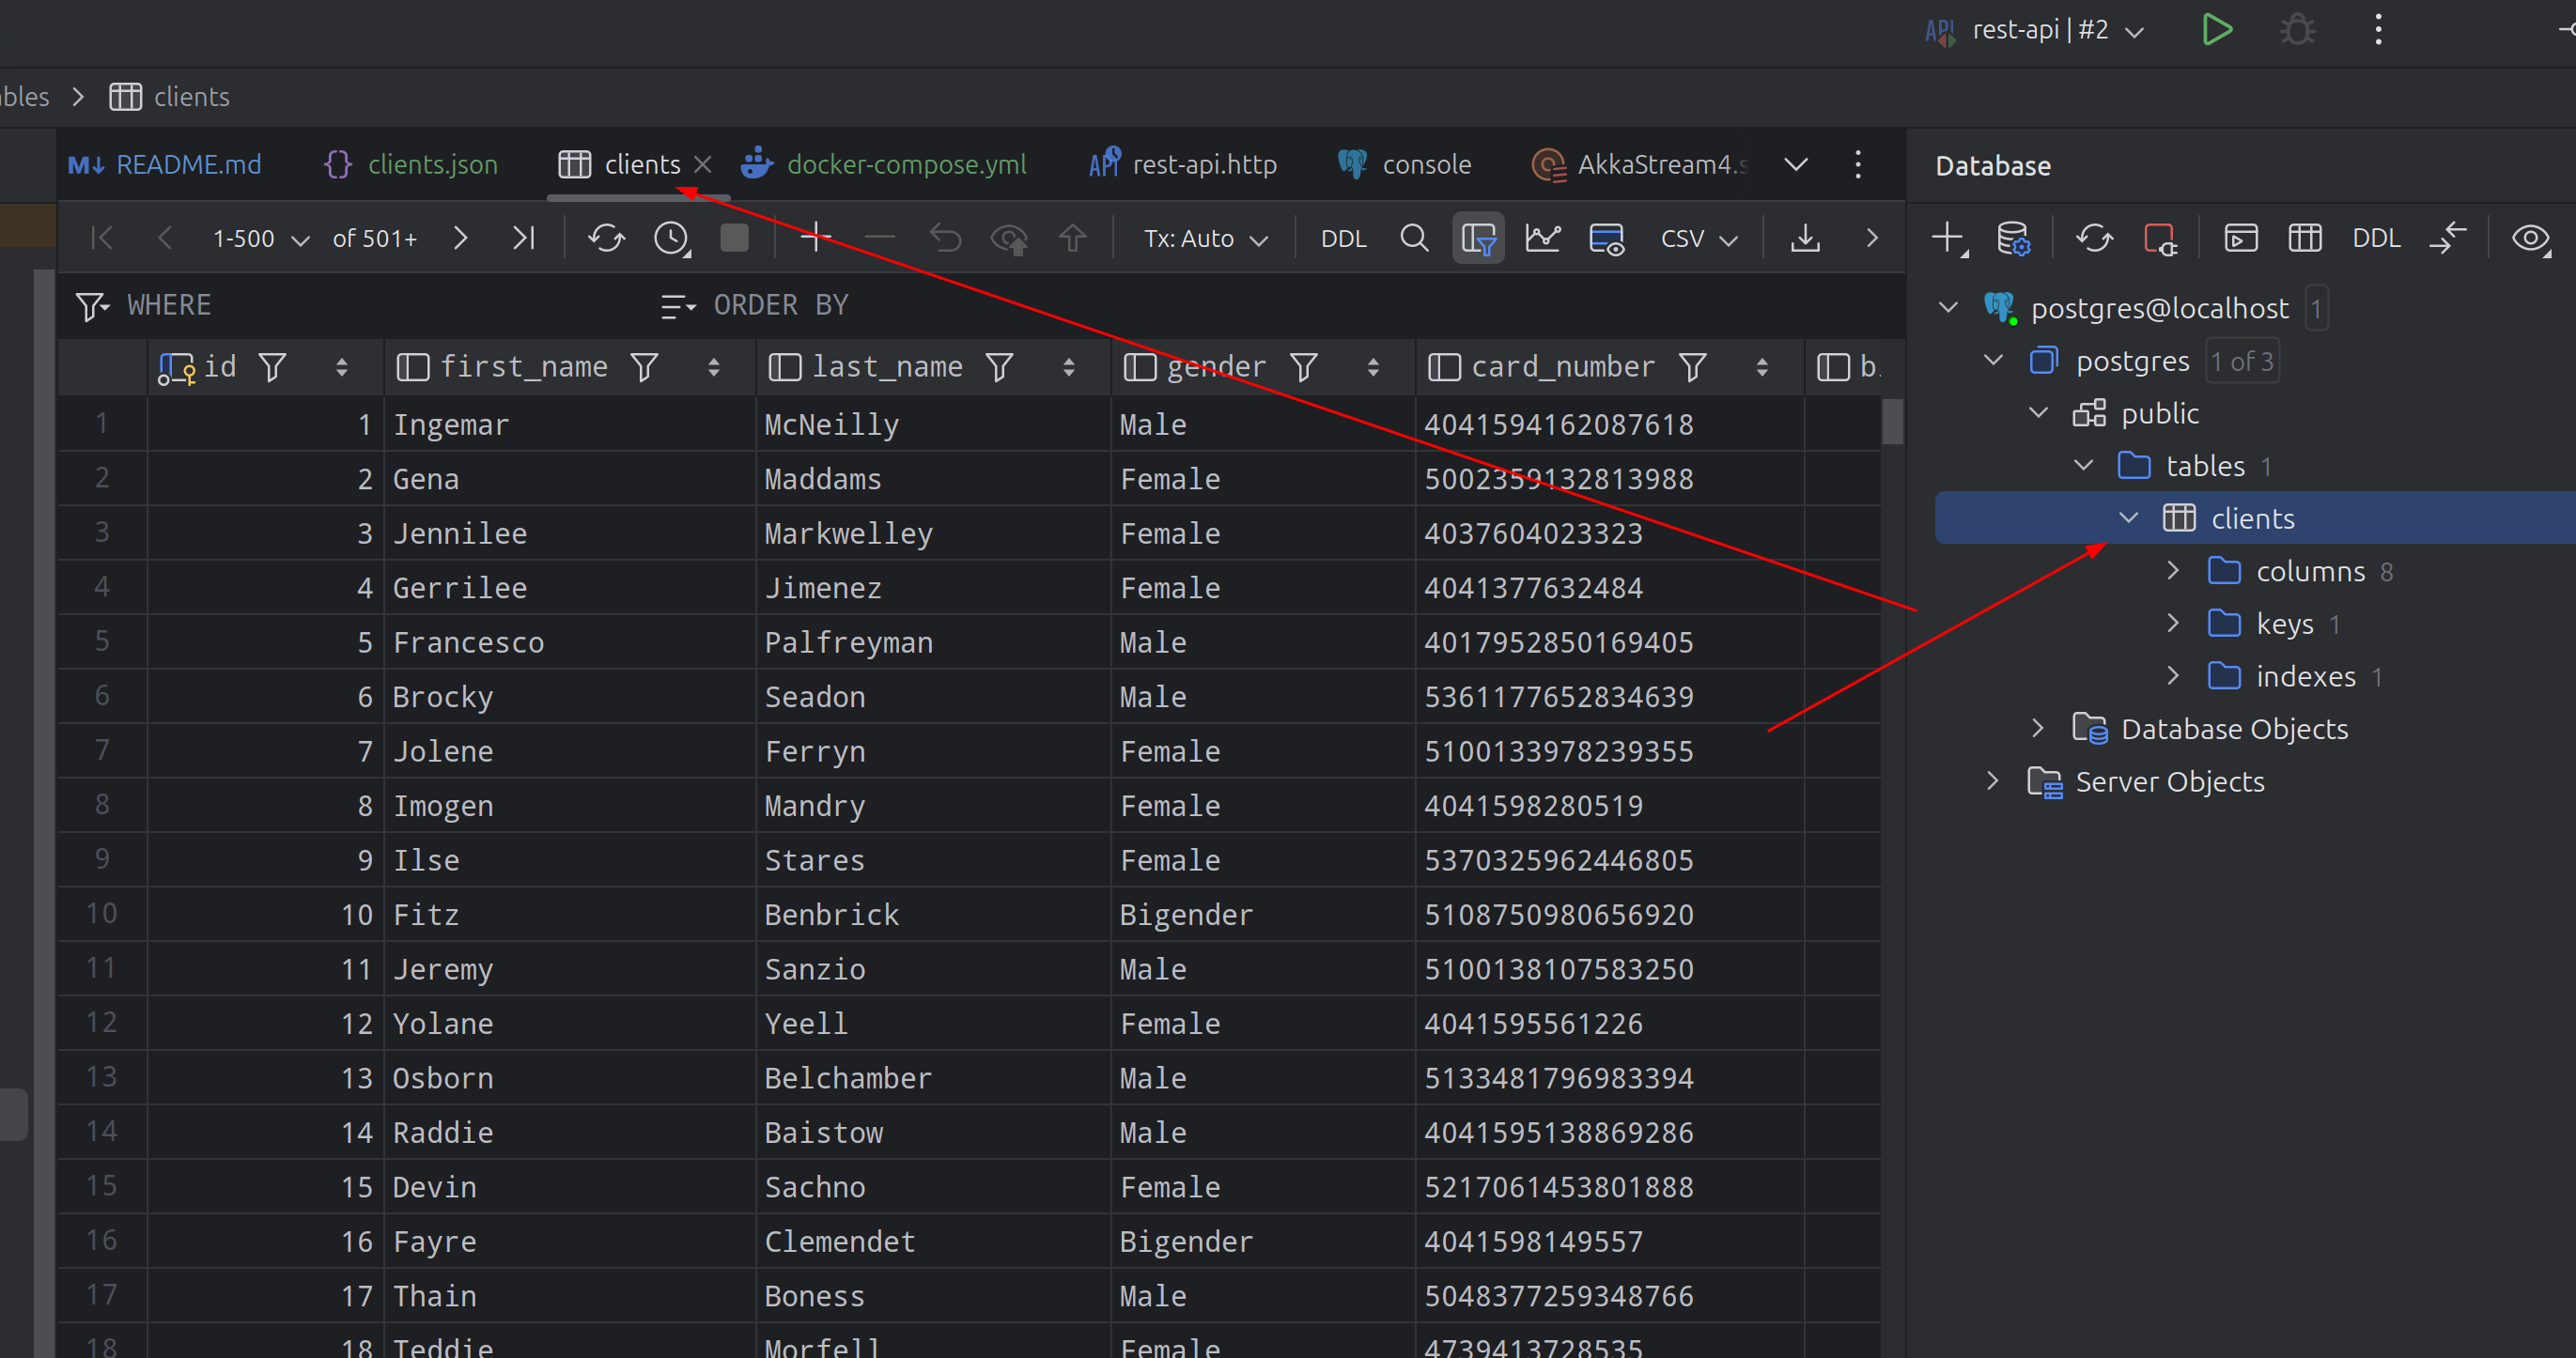 rest-api | #2
clients
README.md clients.json clients docker-compose.yml rest-api.http console AkkaStream4.s Database
1-500 of 501+ Tx: Auto DDL CSV DDL
WHERE ORDER BY
id first_name last_name gender card_number b
1 1 Ingemar McNeilly Male 4041594162087618
2 2 Gena Maddams Female 5002359132813988
3 3 Jennilee Markwelley Female 4037604023323
4 4 Gerrilee Jimenez Female 4041377632484
5 5 Francesco Palfreyman Male 4017952850169405
6 6 Brocky Seadon Male 5361177652834639
7 7 Jolene Ferryn Female 5100133978239355
8 8 Imogen Mandry Female 4041598280519
9 9 Ilse Stares Female 5370325962446805
10 10 Fitz Benbrick Bigender 5108750980656920
11 11 Jeremy Sanzio Male 5100138107583250
12 12 Yolane Yeell Female 4041595561226
13 13 Osborn Belchamber Male 5133481796983394
14 14 Raddie Baistow Male 4041595138869286
15 15 Devin Sachno Female 5217061453801888
16 16 Fayre Clemendet Bigender 4041598149557
17 17 Thain Boness Male 5048377259348766
18 18 Teddie Morfell Female 4739413728535
postgres@localhost 1
postgres 1 of 3
public
tables 1
clients
columns 8
keys 1
indexes 1
Database Objects
Server Objects